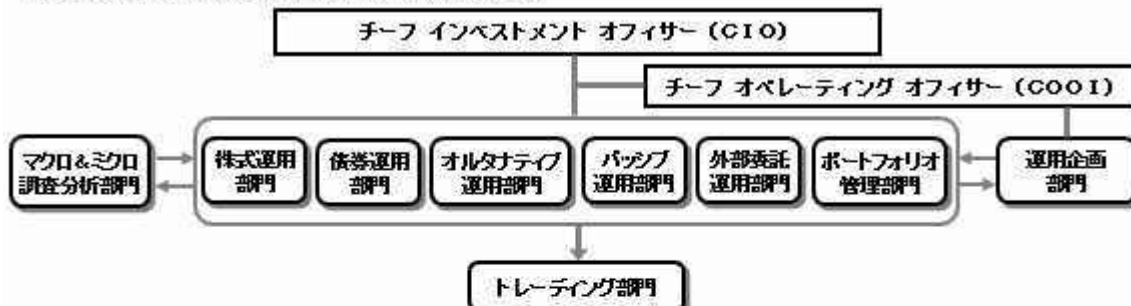 チーフ インベストメント オフィサー (CIO)
チーフ オペレーティング オフィサー (COOI)
マクロ&ミクロ
調査分析部門
株式運用
部門
債券運用
部門
オルタナティブ
運用部門
パッシブ
運用部門
外部委託
運用部門
ポートフォリオ
管理部門
運用企画
部門
トレーディング部門